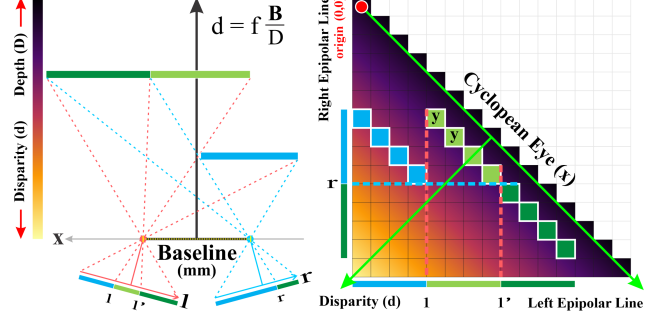 Depth (D)
Disparity (d)
d = f B/D
X
Baseline
(mm)
l
l'
l
r
r
Right Epipolar Line
origin (0,0
Cyclopean Eye (x)
y
y
r
Disparity (d)
l
l'
Left Epipolar Line